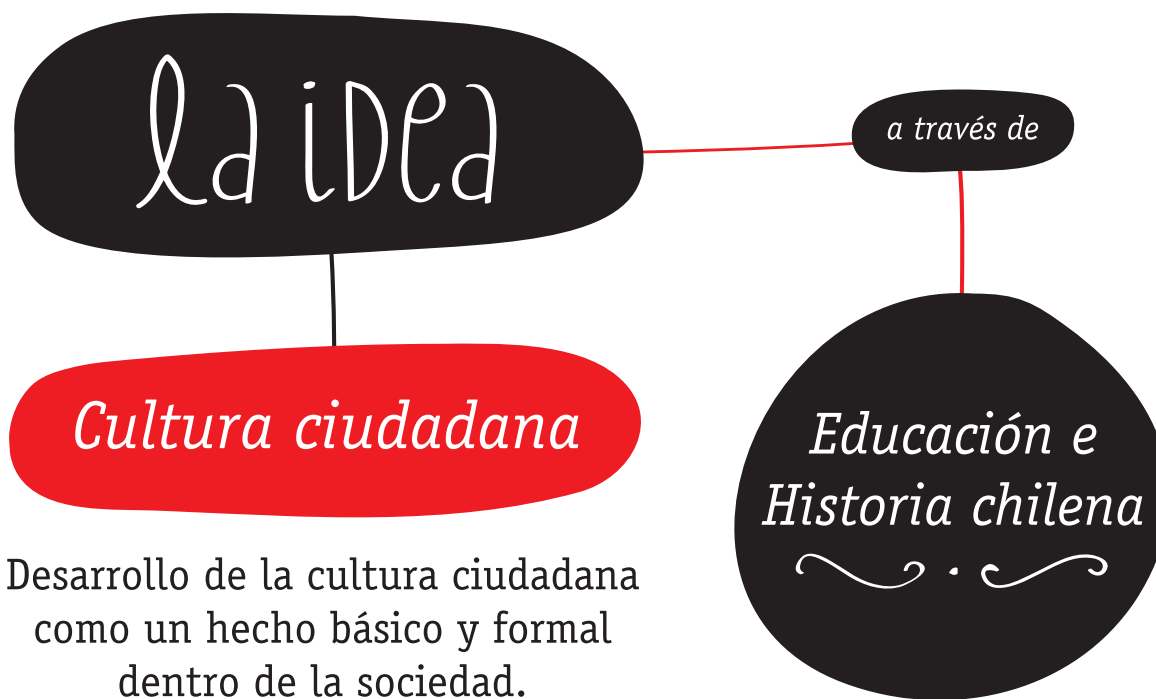 la idea
a través de
Cultura ciudadana
Educación e
Historia chilena
Desarrollo de la cultura ciudadana
como un hecho básico y formal
dentro de la sociedad.